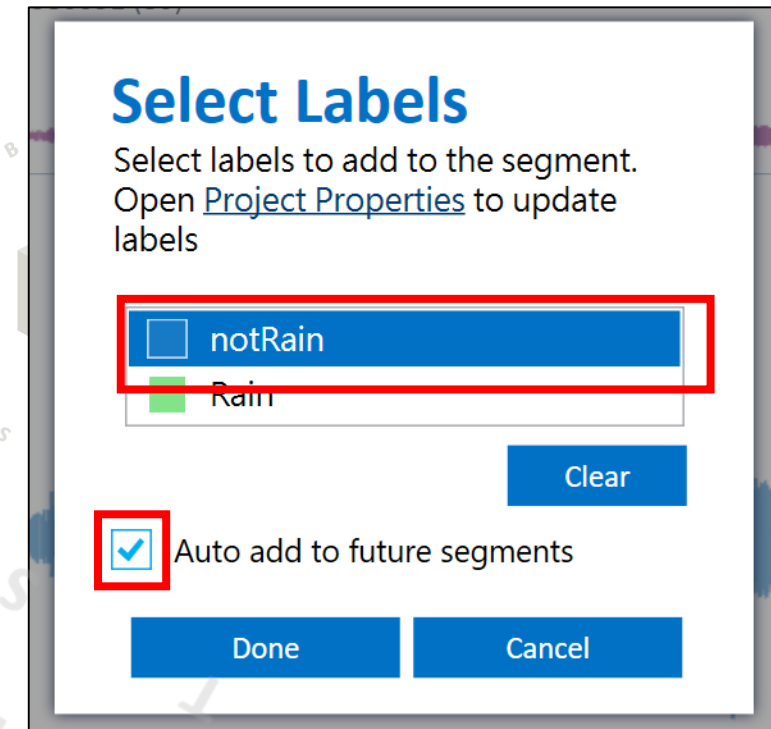 Select Labels
Select labels to add to the segment.
Open Project Properties to update
labels
notRain
Rain
Clear
Auto add to future segments
Done
Cancel